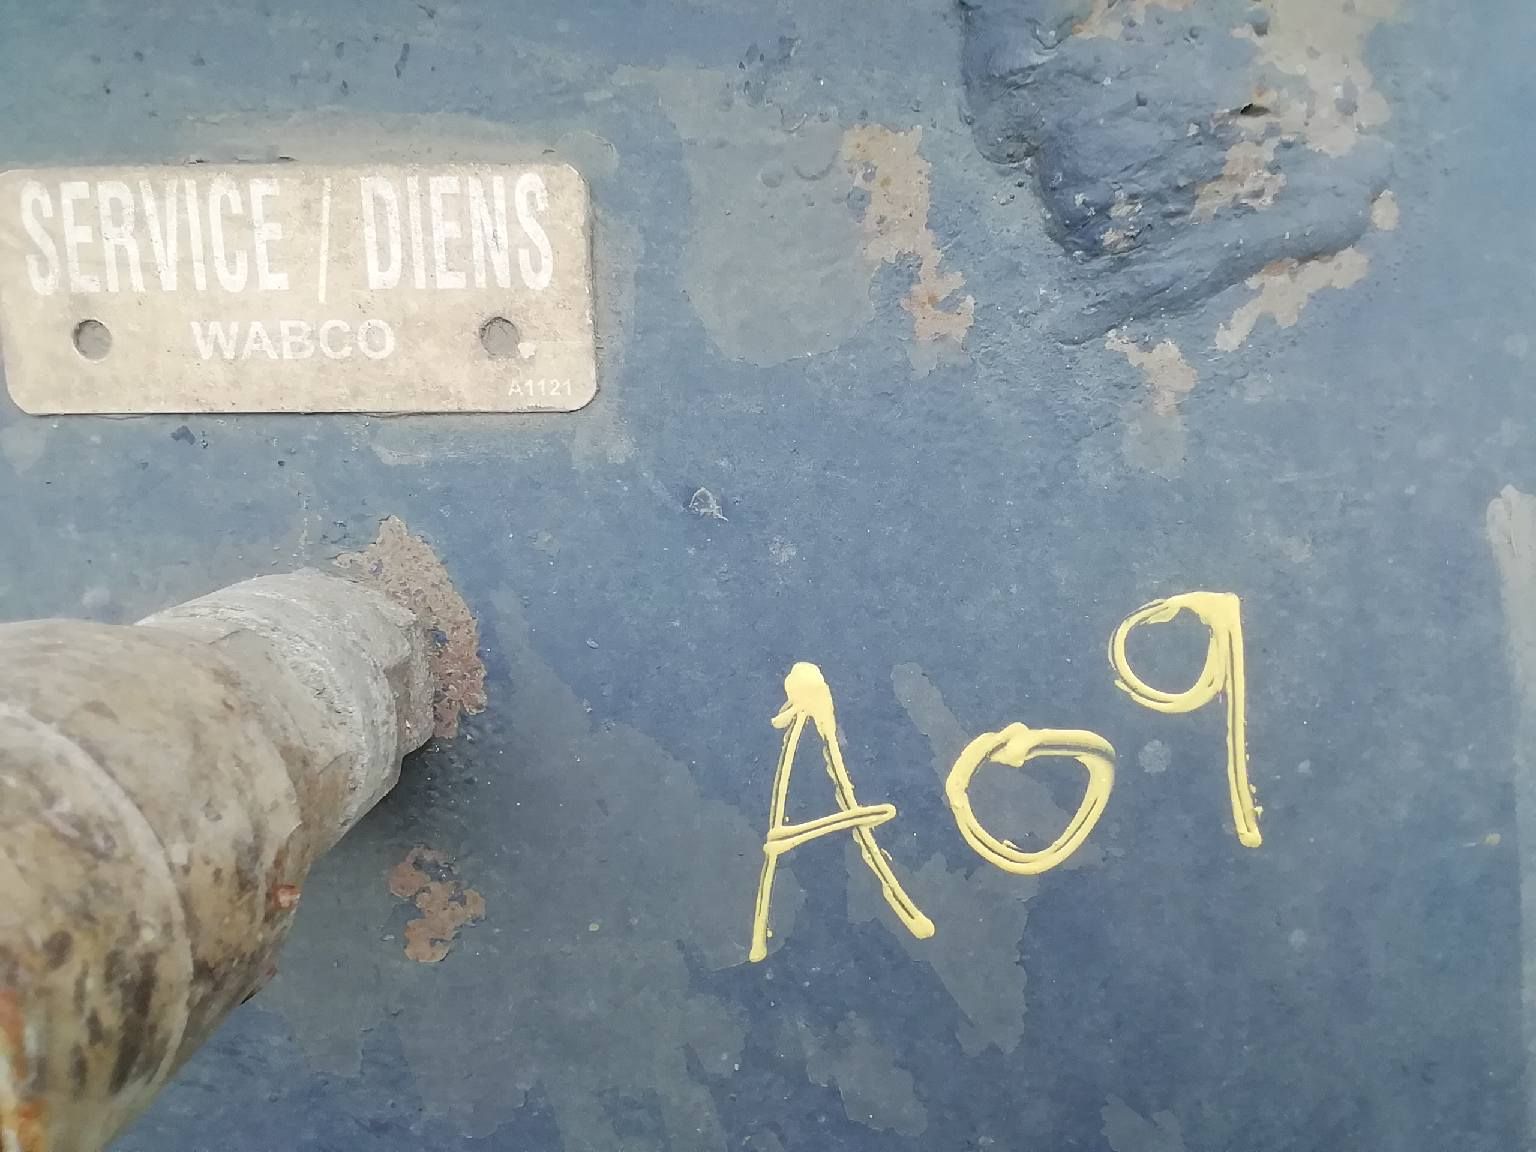 SERVICE / DIENS
WABCO
A1121
A09